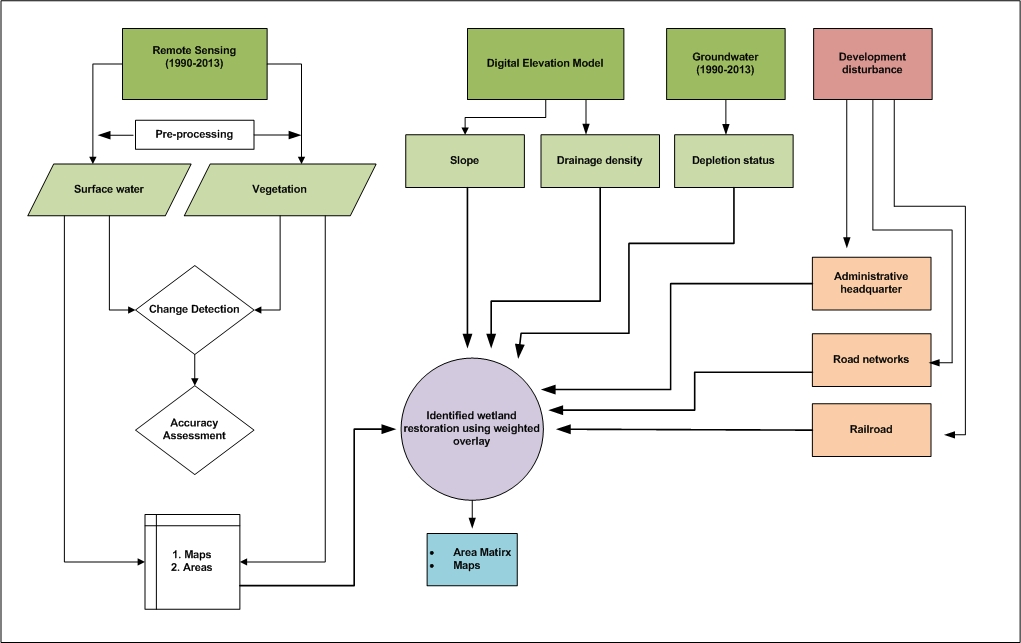 Remote Sensing
(1990-2013)
Digital Elevation Model
Groundwater
(1990-2013)
Development
disturbance
Pre-processing
Slope
Drainage density
Depletion status
Surface water
Vegetation
Change Detection
Administrative
headquarter
Road networks
Accuracy
Assessment
Identified wetland
restoration using weighted
overlay
Railroad
1. Maps
2. Areas
• Area Matirx
• Maps